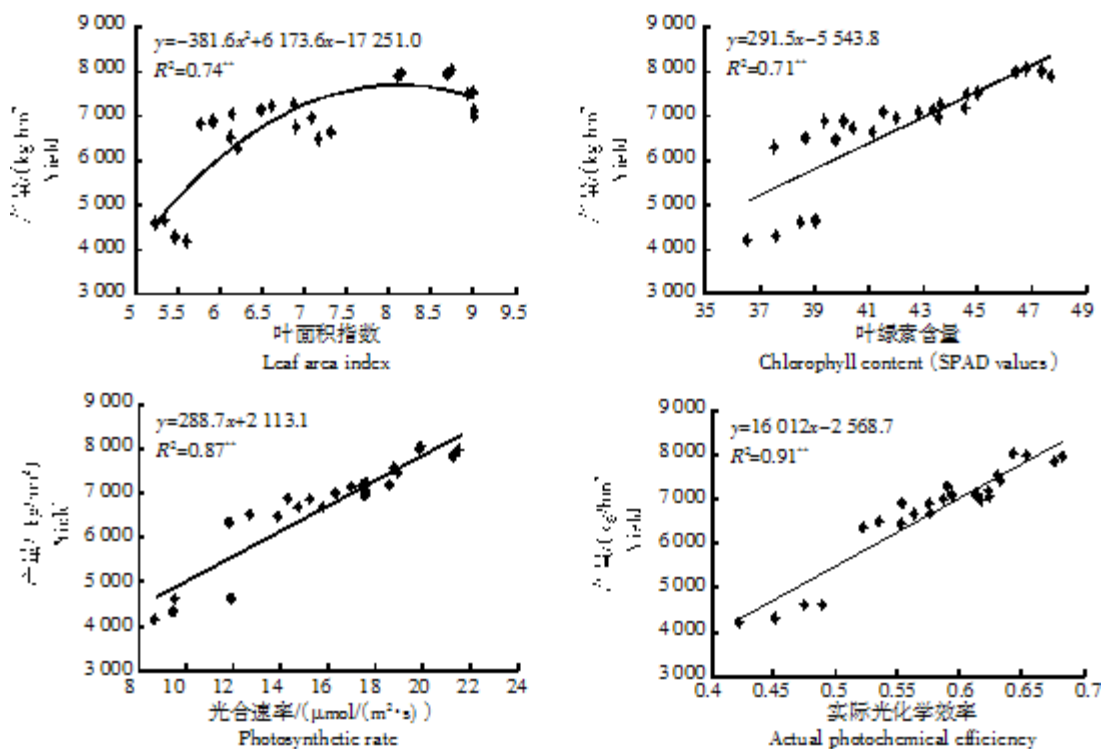 9 000
8 000
7 000
6 000
5 000
4 000
3 000
y=−381.6x²+6 173.6x−17 251.0
R²=0.74**
Yield
5 5.5 6 6.5 7 7.5 8 8.5 9 9.5
叶面积指数
Leaf area index
9 000
8 000
7 000
6 000
5 000
4 000
3 000
y=291.5x−5 543.8
R²=0.71**
Yield
35 37 39 41 43 45 47 49
叶绿素含量
Chlorophyll content (SPAD values)
9 000
8 000
7 000
6 000
5 000
4 000
3 000
y=288.7x+2 113.1
R²=0.87**
Yield
8 10 12 14 16 18 20 22 24
光合速率/(μmol/(m²·s))
Photosynthetic rate
9 000
8 000
7 000
6 000
5 000
4 000
3 000
y=16 012x−2 568.7
R²=0.91**
Yield
0.4 0.45 0.5 0.55 0.6 0.65 0.7
实际光化学效率
Actual photochemical efficiency